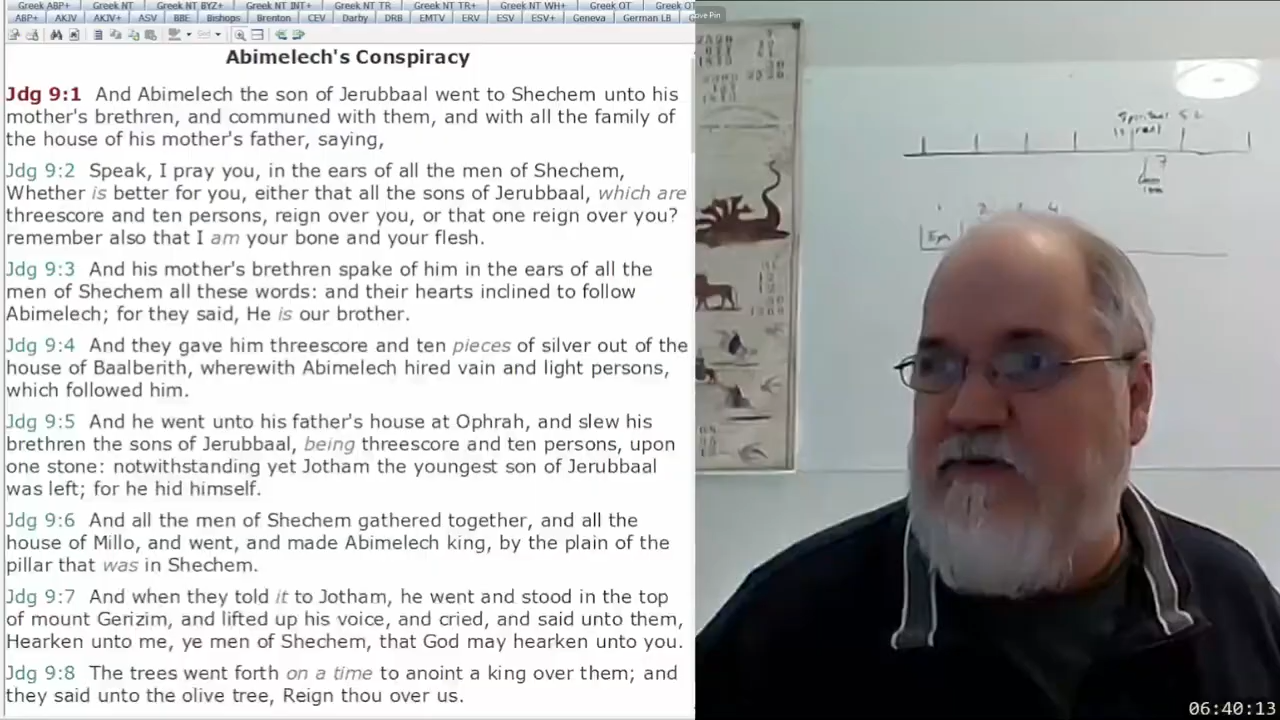 Greek ABP+ Greek NT Greek NT BYZ+ Greek NT INT+ Greek NT TR Greek NT TR+ Greek NT WH+ Greek OT Greek OT
ABP+ AKJV AKJV+ ASV BBE Bishops Brenton CEV Darby DRB EMTV ERV ESV ESV+ Geneva German LB
Abimelech's Conspiracy
Jdg 9:1 And Abimelech the son of Jerubbaal went to Shechem unto his
mother's brethren, and communed with them, and with all the family of
the house of his mother's father, saying,
Jdg 9:2 Speak, I pray you, in the ears of all the men of Shechem,
Whether is better for you, either that all the sons of Jerubbaal, which are
threescore and ten persons, reign over you, or that one reign over you?
remember also that I am your bone and your flesh.
Jdg 9:3 And his mother's brethren spake of him in the ears of all the
men of Shechem all these words: and their hearts inclined to follow
Abimelech; for they said, He is our brother.
Jdg 9:4 And they gave him threescore and ten pieces of silver out of the
house of Baalberith, wherewith Abimelech hired vain and light persons,
which followed him.
Jdg 9:5 And he went unto his father's house at Ophrah, and slew his
brethren the sons of Jerubbaal, being threescore and ten persons, upon
one stone: notwithstanding yet Jotham the youngest son of Jerubbaal
was left; for he hid himself.
Jdg 9:6 And all the men of Shechem gathered together, and all the
house of Millo, and went, and made Abimelech king, by the plain of the
pillar that was in Shechem.
Jdg 9:7 And when they told it to Jotham, he went and stood in the top
of mount Gerizim, and lifted up his voice, and cried, and said unto them,
Hearken unto me, ye men of Shechem, that God may hearken unto you.
Jdg 9:8 The trees went forth on a time to anoint a king over them; and
they said unto the olive tree, Reign thou over us.
06:40:13